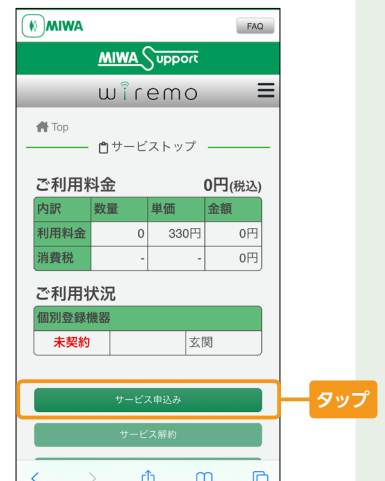 MIWA
FAQ
MIWA Support
wiremo
Top
サービストップ
ご利用料金 0円(税込)
内訳 数量 単価 金額
利用料金 0 330円 0円
消費税 - - 0円
ご利用状況
個別登録機器
未契約 玄関
サービス申込み
タップ
サービス解約